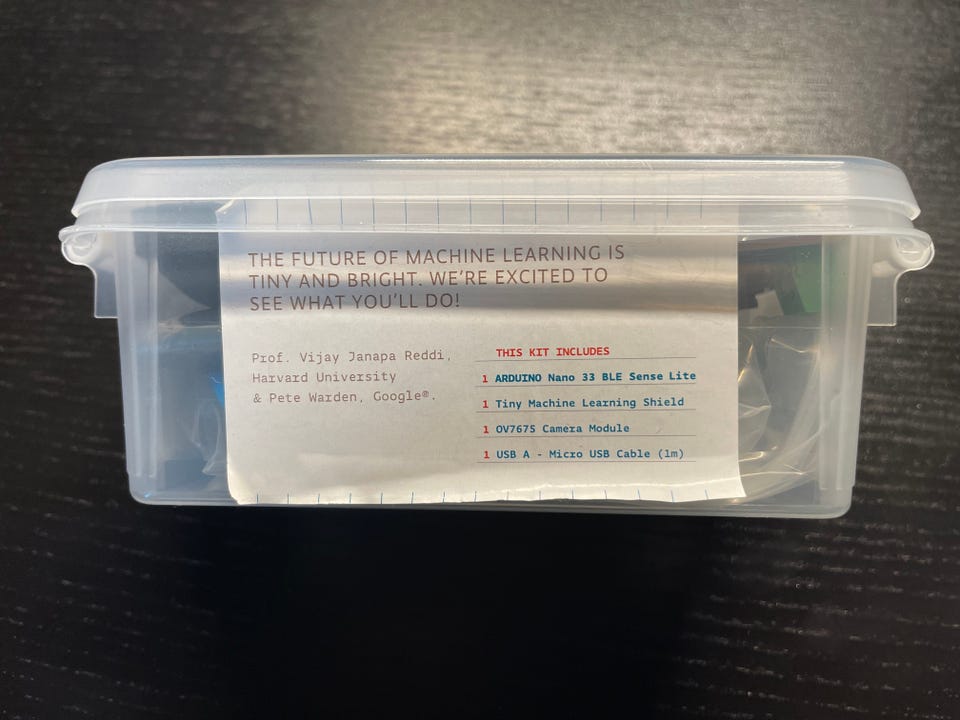 THE FUTURE OF MACHINE LEARNING IS
TINY AND BRIGHT. WE'RE EXCITED TO
SEE WHAT YOU'LL DO!
Prof. Vijay Janapa Reddi,
Harvard University
& Pete Warden, Google®.
THIS KIT INCLUDES
1 ARDUINO Nano 33 BLE Sense Lite
1 Tiny Machine Learning Shield
1 OV7675 Camera Module
1 USB A - Micro USB Cable (1m)